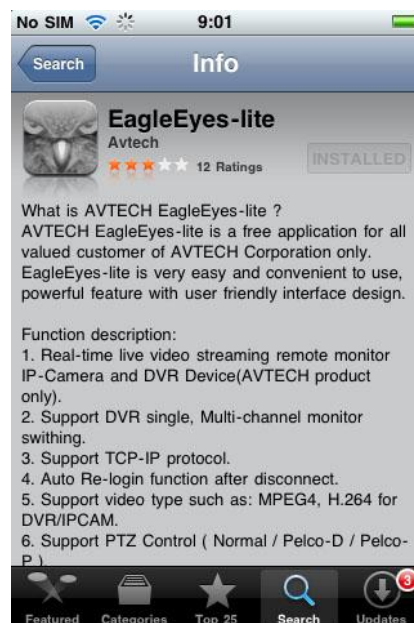 No SIM 9:01
Search Info
EagleEyes-lite
Avtech
12 Ratings
INSTALLED
What is AVTECH EagleEyes-lite ?
AVTECH EagleEyes-lite is a free application for all
valued customer of AVTECH Corporation only.
EagleEyes-lite is very easy and convenient to use,
powerful feature with user friendly interface design.
Function description:
1. Real-time live video streaming remote monitor
IP-Camera and DVR Device(AVTECH product
only).
2. Support DVR single, Multi-channel monitor
swithing.
3. Support TCP-IP protocol.
4. Auto Re-login function after disconnect.
5. Support video type such as: MPEG4, H.264 for
DVR/IPCAM.
6. Support PTZ Control ( Normal / Pelco-D / Pelco-
P )
3
Featured Categories Top 25 Search Updates